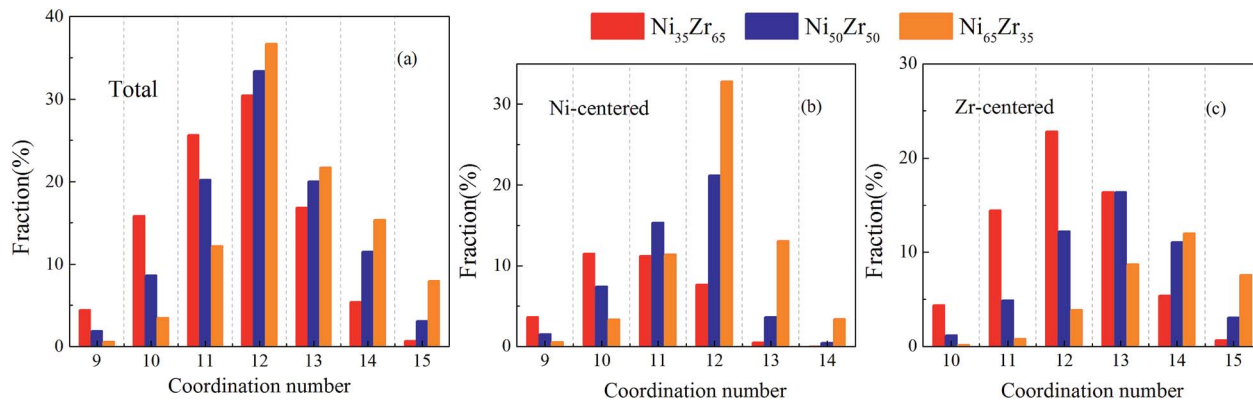 Ni35Zr65 Ni50Zr50 Ni65Zr35
40
30
20
10
0
Fraction(%)
Total
(a)
9 10 11 12 13 14 15
Coordination number
30
20
10
0
Fraction(%)
Ni-centered
(b)
9 10 11 12 13 14
Coordination number
30
20
10
0
Fraction(%)
Zr-centered
(c)
10 11 12 13 14 15
Coordination number